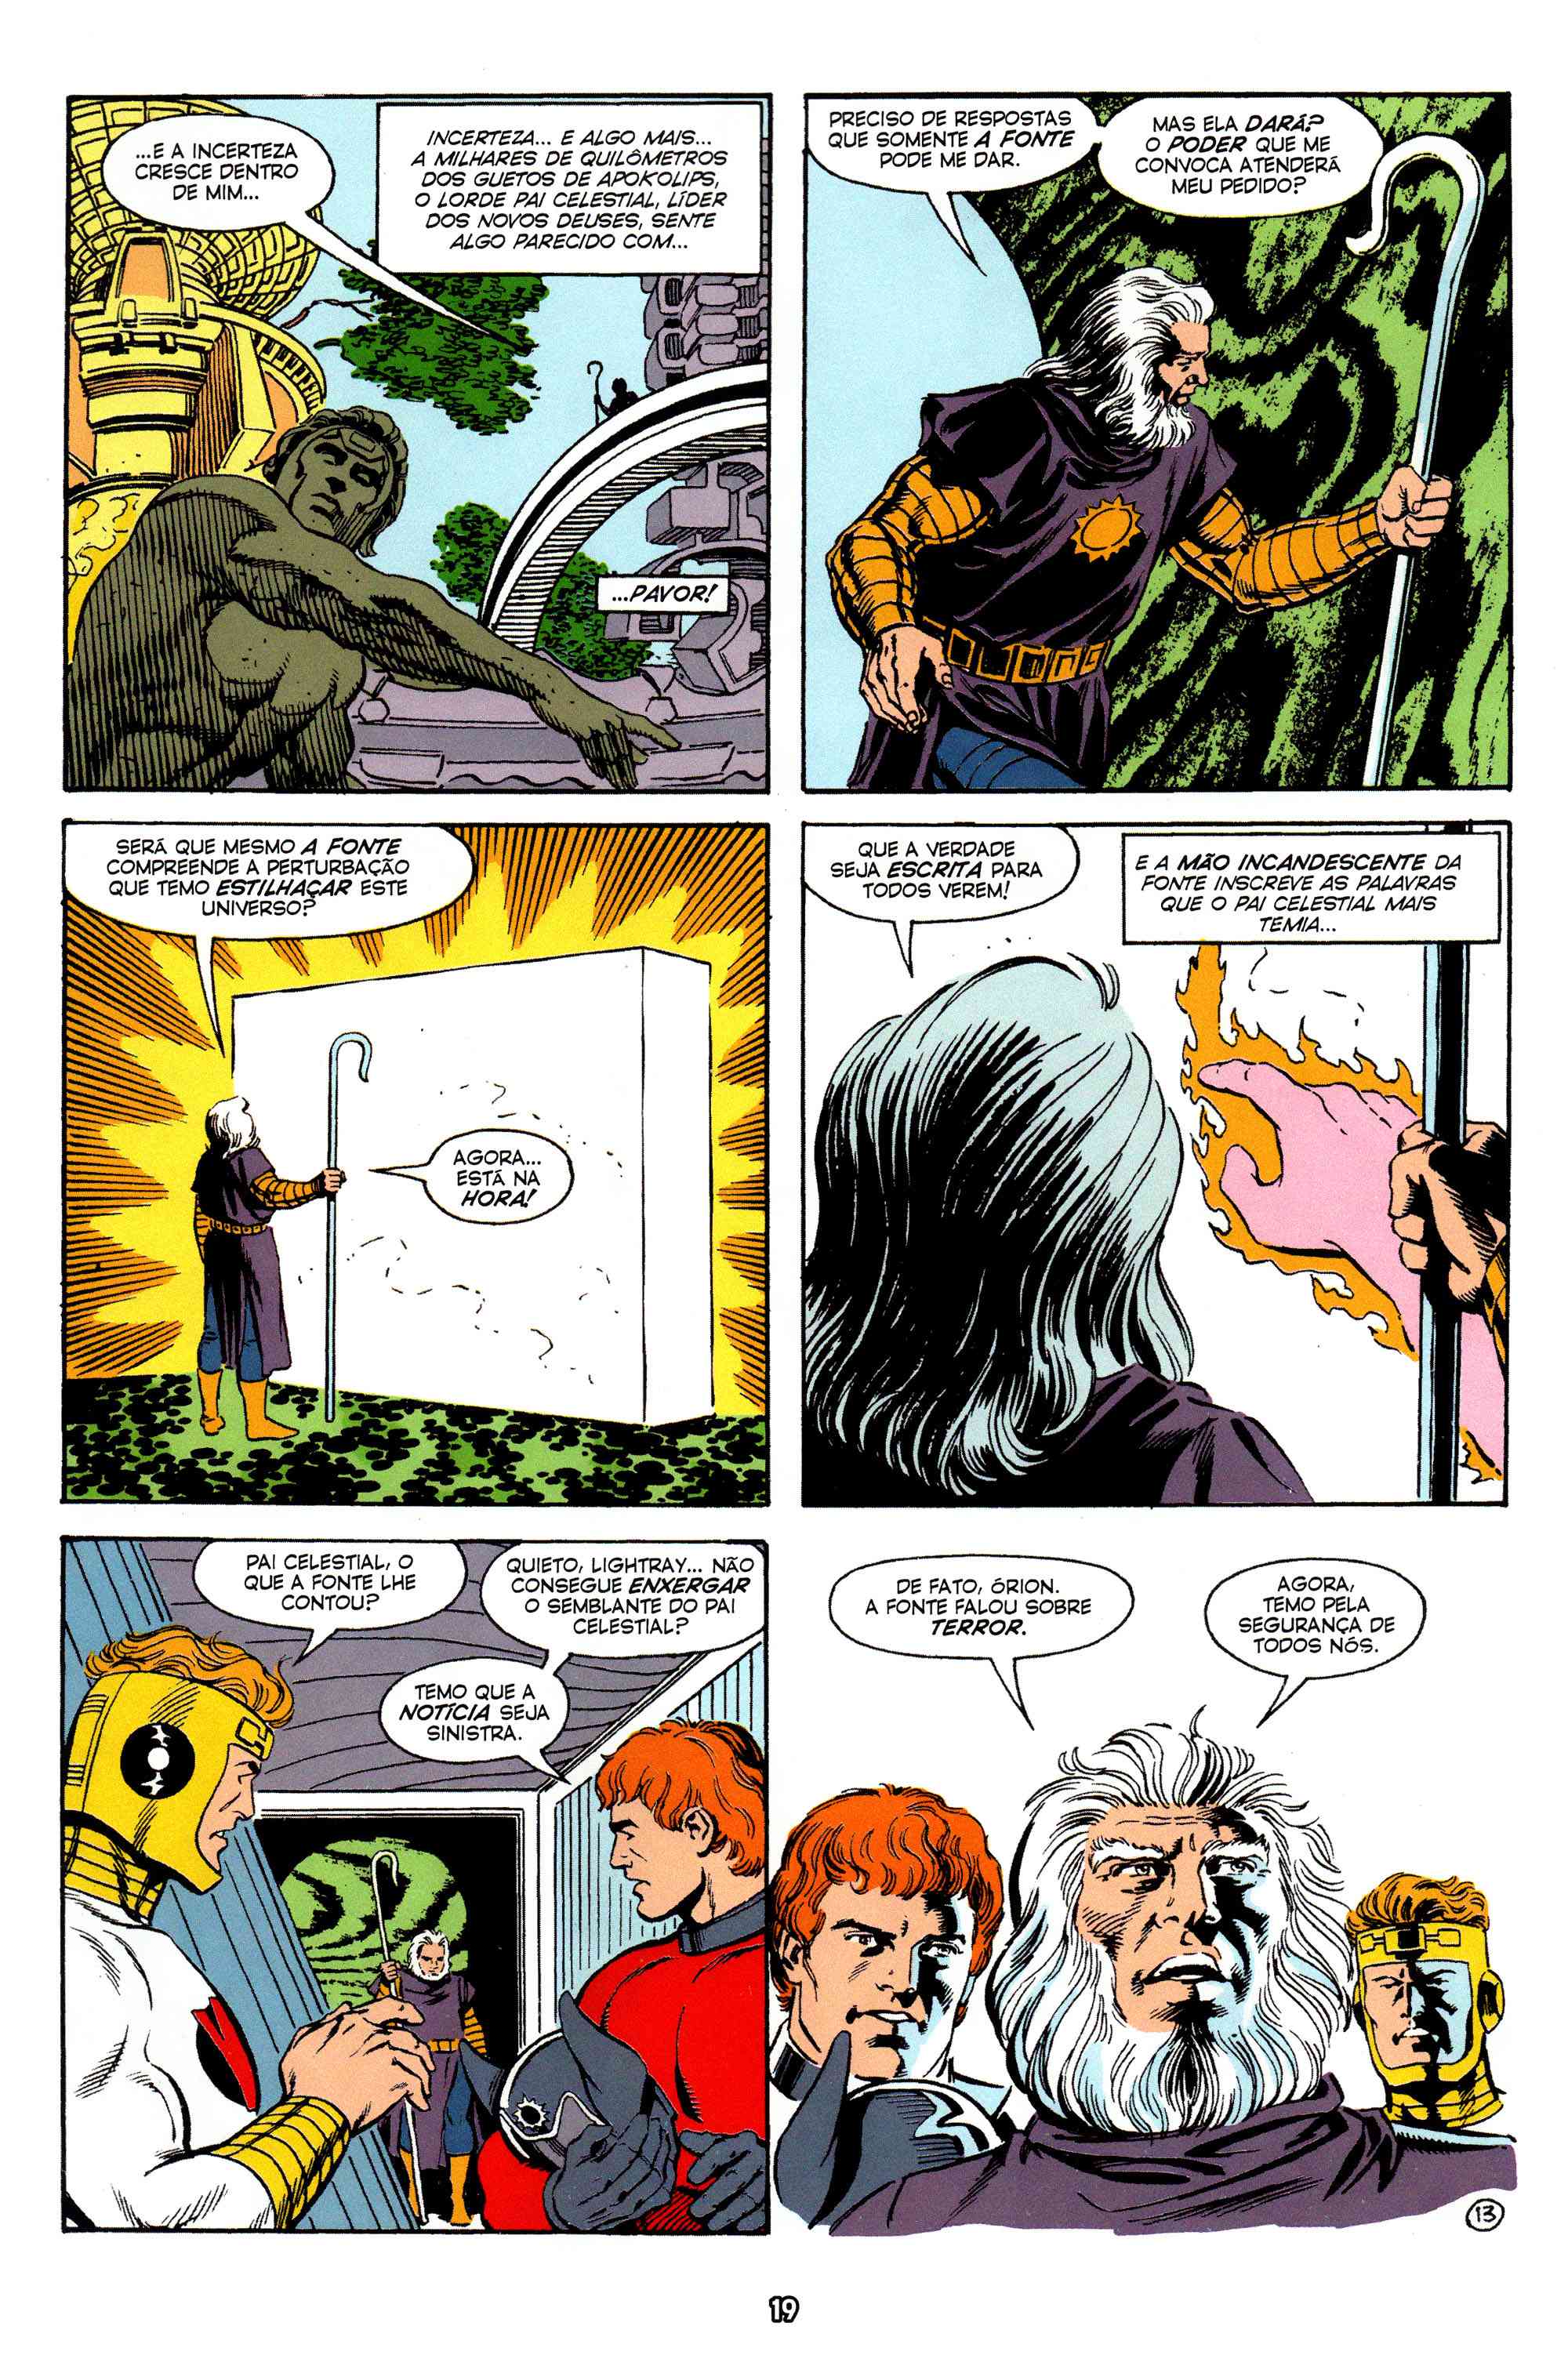 ...E A INCERTEZA
CRESCE DENTRO
DE MIM...
INCERTEZA... E ALGO MAIS...
A MILHARES DE QUILÔMETROS
DOS GUETOS DE APOKOLIPS,
O LORDE PAI CELESTIAL, LÍDER
DOS NOVOS DEUSES, SENTE
ALGO PARECIDO COM...
...PAVOR!
PRECISO DE RESPOSTAS
QUE SOMENTE A FONTE
PODE ME DAR.
MAS ELA DARÁ?
O PODER QUE ME
CONVOCA ATENDERÁ
MEU PEDIDO?
SERÁ QUE MESMO A FONTE
COMPREENDE A PERTURBAÇÃO
QUE TEMO ESTILHAÇAR ESTE
UNIVERSO?
AGORA...
ESTÁ NA
HORA!
QUE A VERDADE
SEJA ESCRITA PARA
TODOS VEREM!
E A MÃO INCANDESCENTE DA
FONTE INSCREVE AS PALAVRAS
QUE O PAI CELESTIAL MAIS
TEMIA...
PAI CELESTIAL, O
QUE A FONTE LHE
CONTOU?
QUIETO, LIGHTRAY... NÃO
CONSEGUE ENXERGAR
O SEMBLANTE DO PAI
CELESTIAL?
TEMO QUE A
NOTÍCIA SEJA
SINISTRA.
DE FATO, ÓRION.
A FONTE FALOU SOBRE
TERROR.
AGORA,
TEMO PELA
SEGURANÇA DE
TODOS NÓS.
13
19